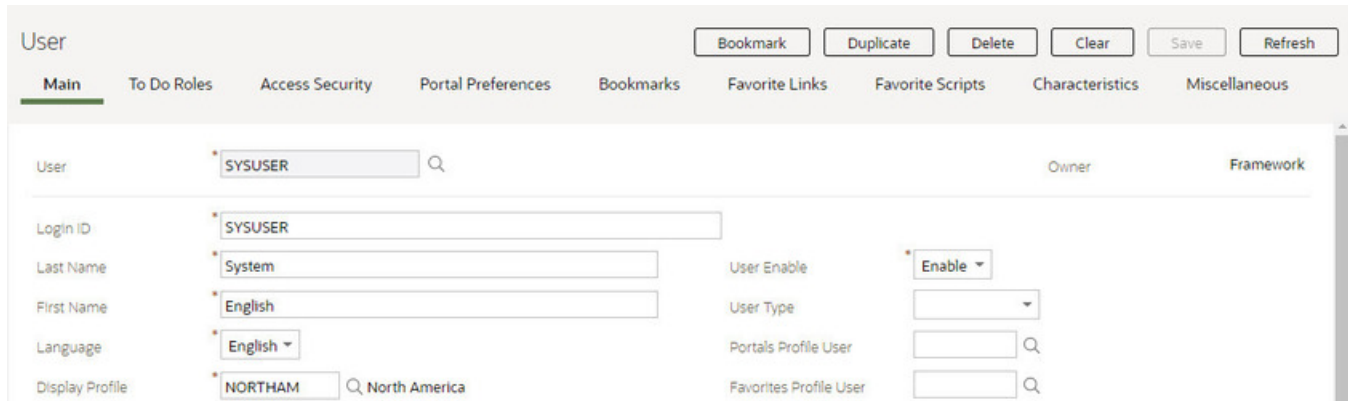 User
Bookmark Duplicate Delete Clear Save Refresh
Main To Do Roles Access Security Portal Preferences Bookmarks Favorite Links Favorite Scripts Characteristics Miscellaneous
User * SYSUSER Owner Framework
Login ID * SYSUSER
Last Name * System User Enable * Enable
First Name * English User Type
Language * English Portals Profile User
Display Profile * NORTHAM North America Favorites Profile User